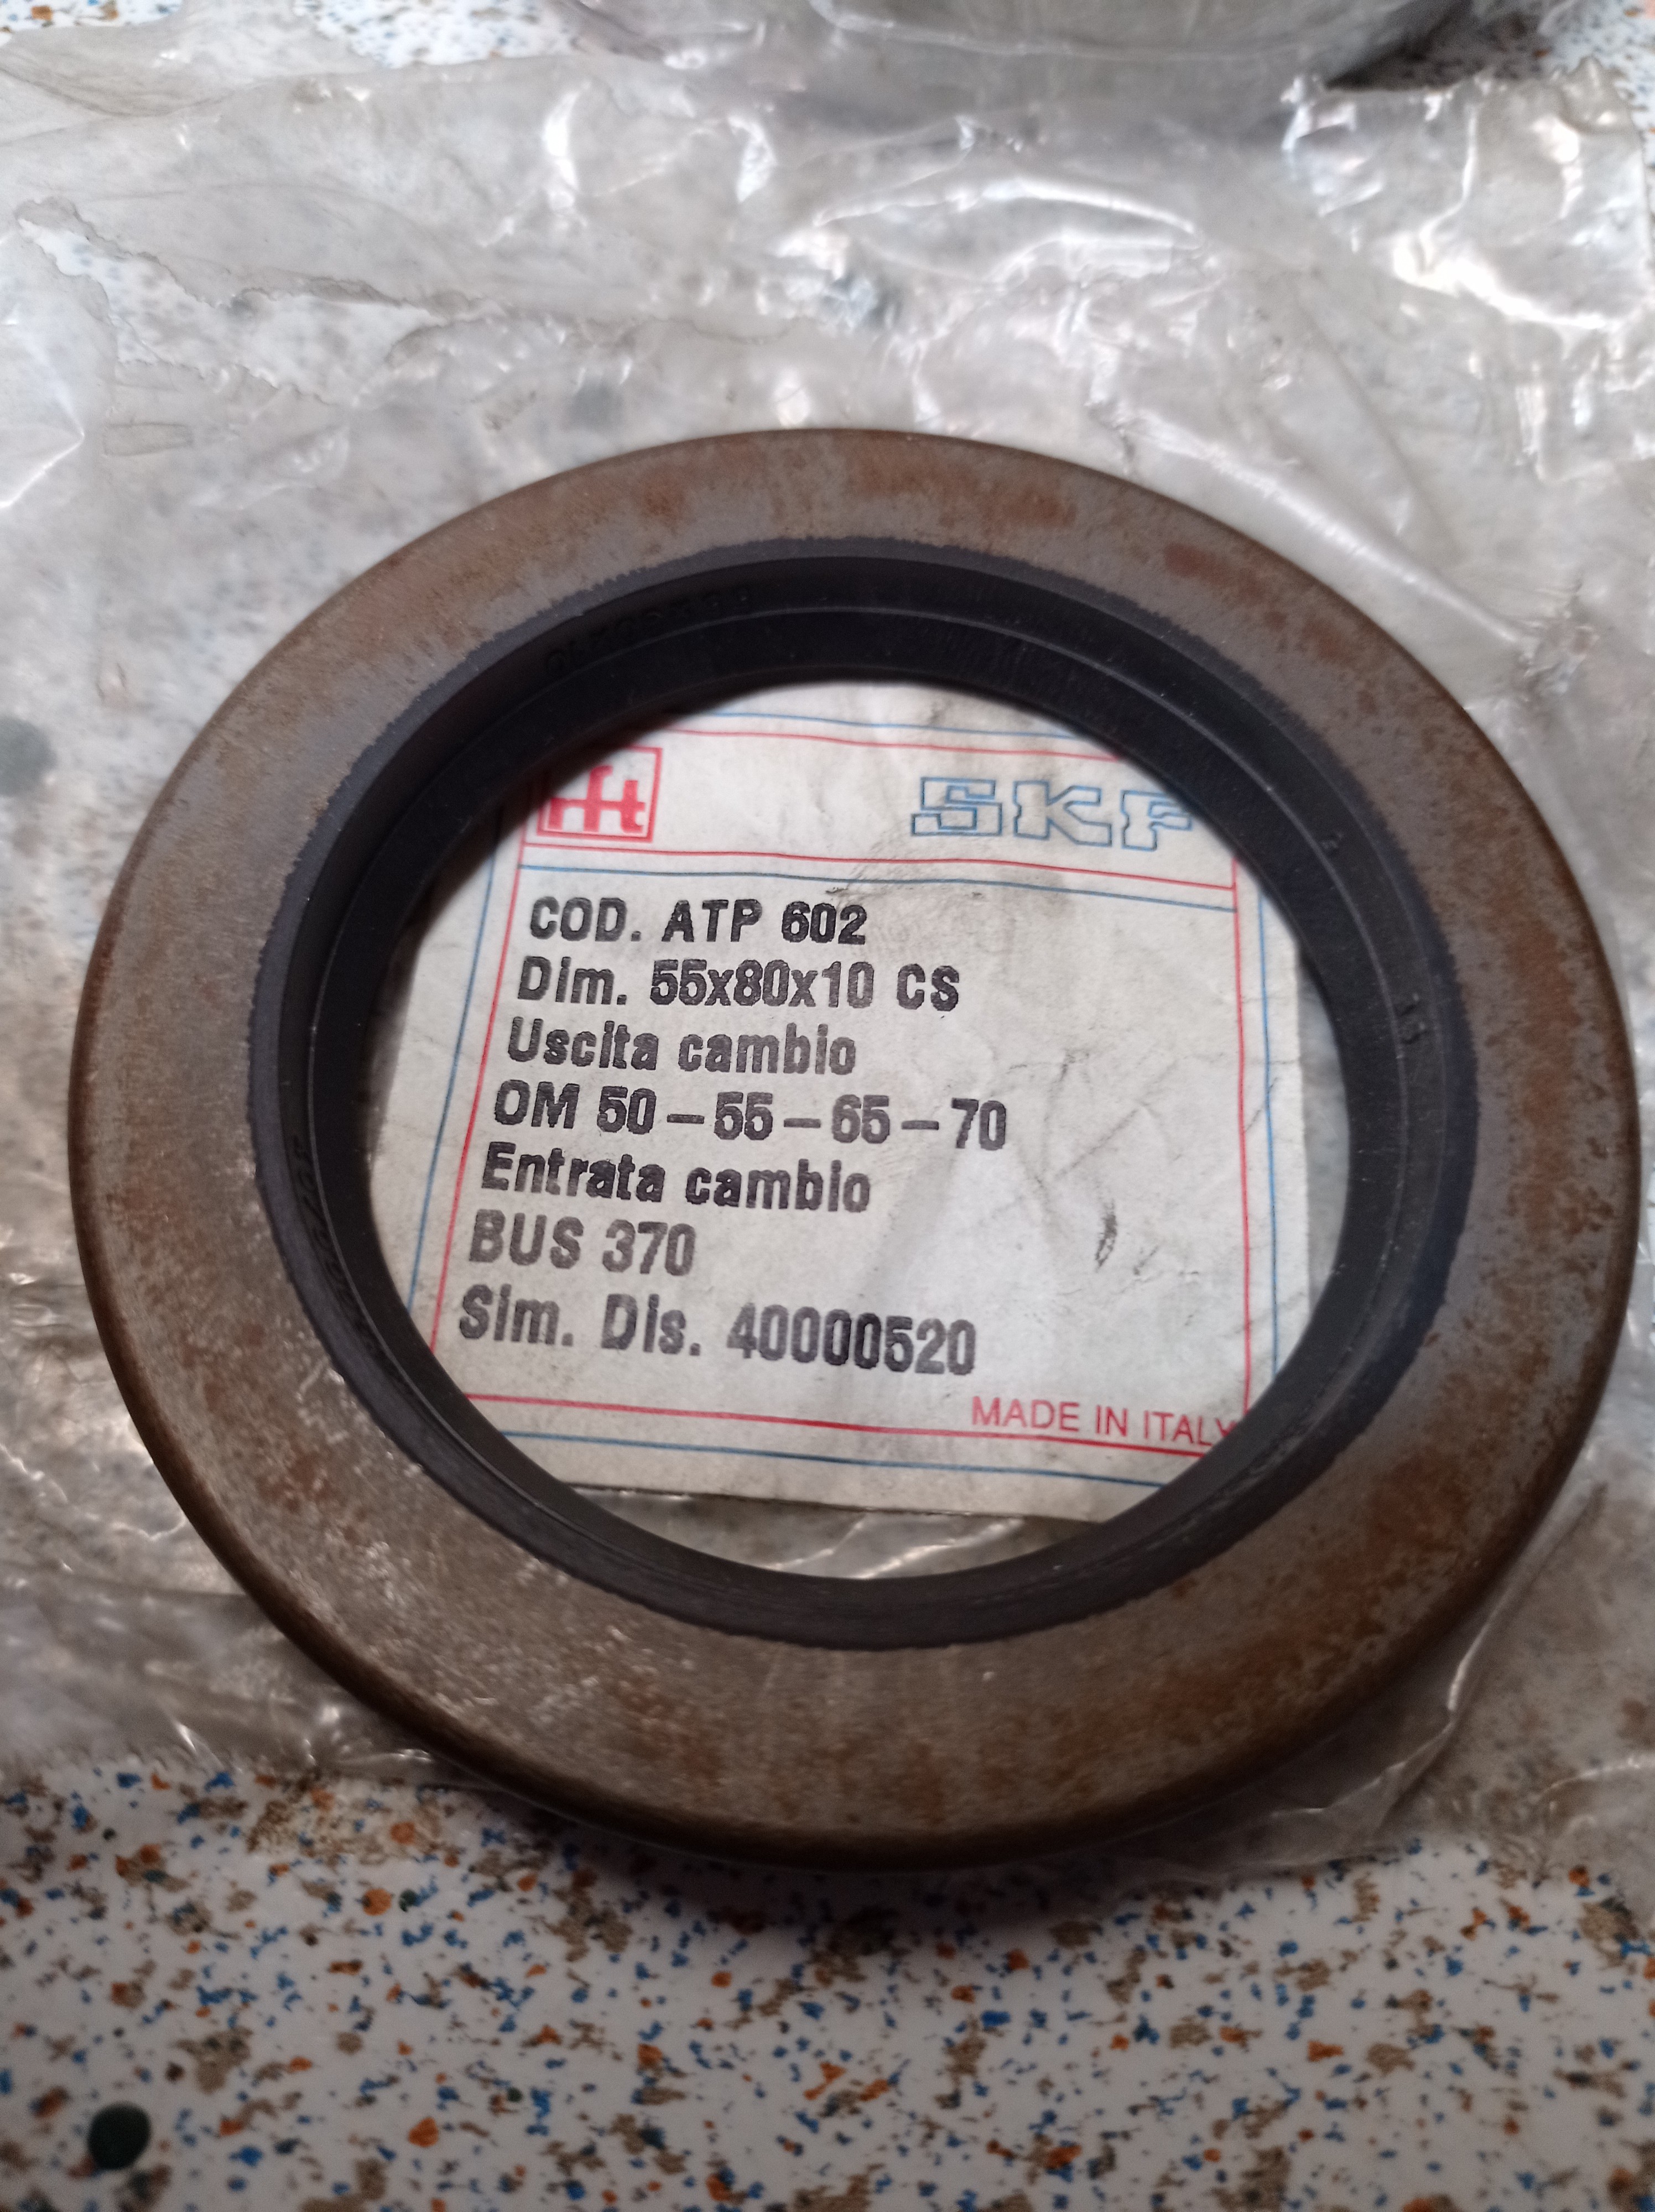 rft SKF
COD. ATP 602
Dim. 55x80x10 CS
Uscita cambio
OM 50 – 55 – 65 – 70
Entrata cambio
BUS 370
Sim. Dis. 40000520
MADE IN ITALY